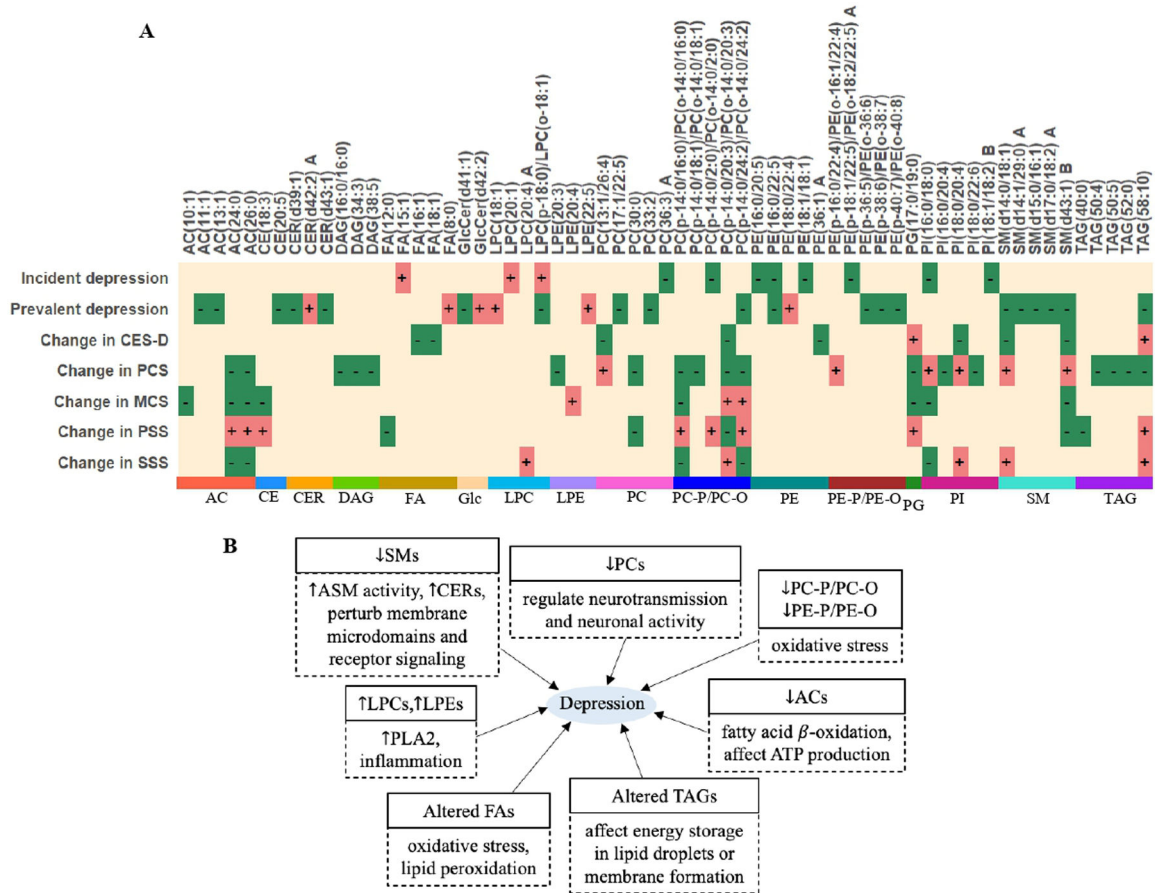 A
AC(10:1)
AC(11:1)
AC(13:1)
AC(24:0)
AC(26:0)
CE(18:3)
CE(20:5)
CER(d39:1)
CER(d42:2) A
CER(d43:1)
DAG(16:0/16:0)
DAG(34:3)
DAG(38:5)
FA(12:0)
FA(15:1)
FA(16:1)
FA(18:1)
FA(8:0)
GlcCer(d41:1)
GlcCer(d42:2)
LPC(18:1)
LPC(20:1)
LPC(20:4) A
LPC(p-18:0)/LPC(o-18:1)
LPE(20:3)
LPE(20:4)
LPE(22:5)
PC(13:1/26:4)
PC(17:1/22:5)
PC(30:0)
PC(33:2)
PC(36:3) A
PC(p-14:0/16:0)/PC(o-14:0/16:0)
PC(p-14:0/18:1)/PC(o-14:0/18:1)
PC(p-14:0/2:0)/PC(o-14:0/2:0)
PC(p-14:0/20:3)/PC(o-14:0/20:3)
PC(p-14:0/24:2)/PC(o-14:0/24:2)
PE(16:0/20:5)
PE(16:0/22:5)
PE(18:0/22:4)
PE(18:1/18:1)
PE(36:1) A
PE(p-16:0/22:4)/PE(o-16:1/22:4)
PE(p-18:1/22:5)/PE(o-18:2/22:5) A
PE(p-36:5)/PE(o-36:6)
PE(p-38:6)/PE(o-38:7)
PE(p-40:7)/PE(o-40:8)
PG(17:0/19:0)
PI(16:0/18:0)
PI(16:0/20:4)
PI(18:0/20:4)
PI(18:0/22:6)
PI(18:1/18:2) B
SM(d14:0/18:1)
SM(d14:1/29:0) A
SM(d15:0/16:1)
SM(d17:0/18:2) A
SM(d43:1) B
TAG(40:0)
TAG(50:4)
TAG(50:5)
TAG(52:0)
TAG(58:10)
Incident depression + + + - - - - - - - -
Prevalent depression - - - - + - + - + + - + - - - - + - - - - - - - - -
Change in CES-D - - - - - + - - - +
Change in PCS - - - - - - + - - - - - + - + - + - + + - - - -
Change in MCS - - - - + - + + - - -
Change in PSS + + + - - + + - + + - - +
Change in SSS - - + - + - - + + +
AC CE CER DAG FA Glc LPC LPE PC PC-P/PC-O PE PE-P/PE-O PG PI SM TAG
B
↓SMs
↑ASM activity, ↑CERs,
perturb membrane
microdomains and
receptor signaling
↓PCs
regulate neurotransmission
and neuronal activity
↓PC-P/PC-O
↓PE-P/PE-O
oxidative stress
↑LPCs,↑LPEs
↑PLA2,
inflammation
Depression
↓ACs
fatty acid β-oxidation,
affect ATP production
Altered FAs
oxidative stress,
lipid peroxidation
Altered TAGs
affect energy storage
in lipid droplets or
membrane formation